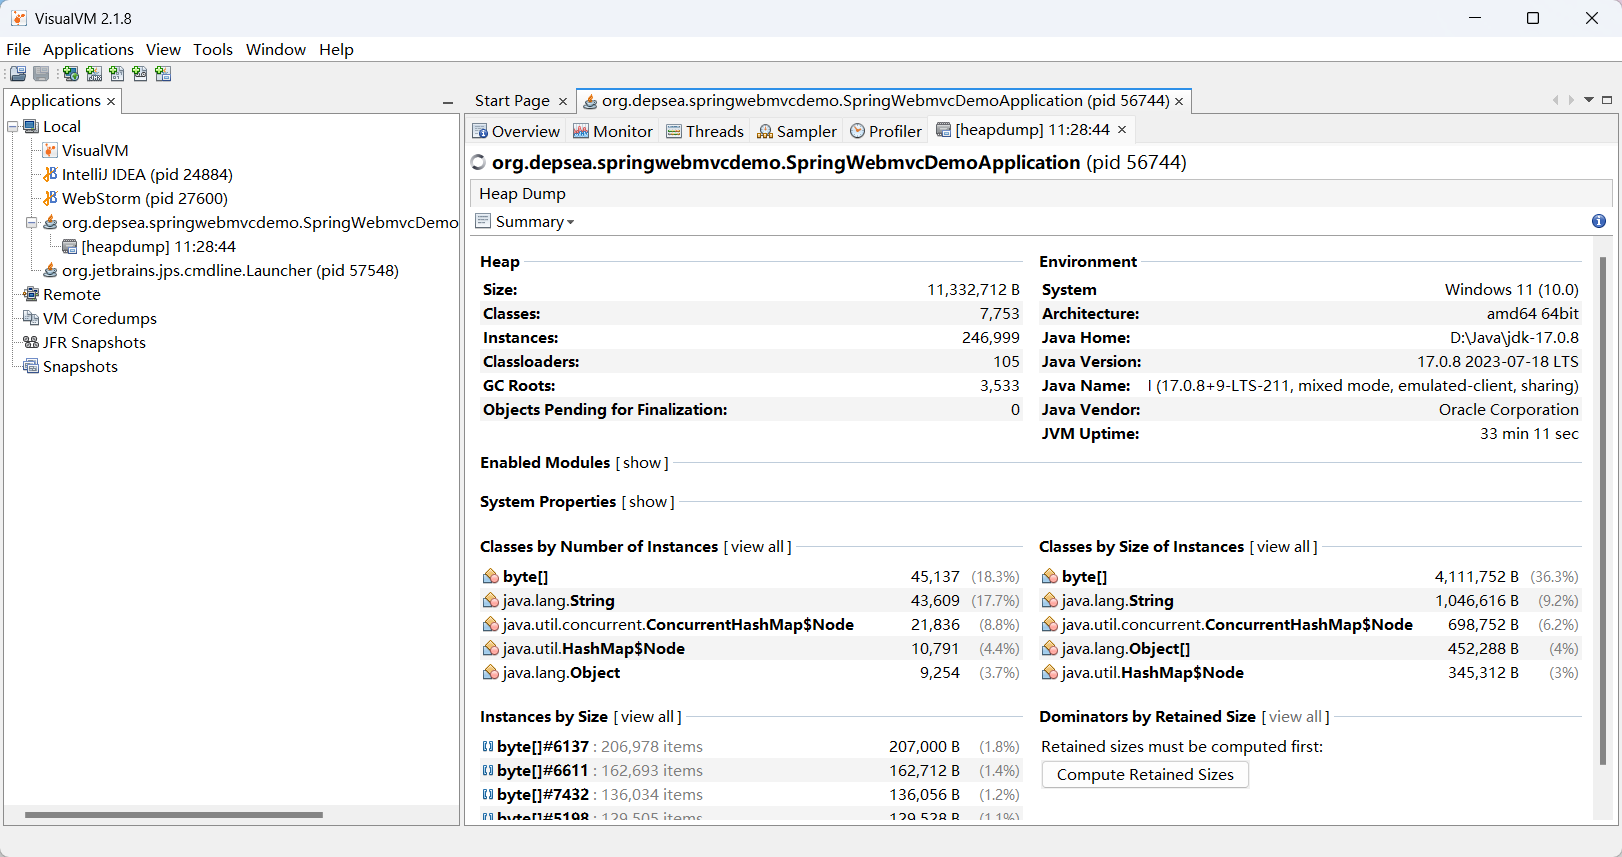 VisualVM 2.1.8
File Applications View Tools Window Help
Applications
Local
VisualVM
IntelliJ IDEA (pid 24884)
WebStorm (pid 27600)
org.depsea.springwebmvcdemo.SpringWebmvcDemo
[heapdump] 11:28:44
org.jetbrains.jps.cmdline.Launcher (pid 57548)
Remote
VM Coredumps
JFR Snapshots
Snapshots
Start Page org.depsea.springwebmvcdemo.SpringWebmvcDemoApplication (pid 56744)
Overview Monitor Threads Sampler Profiler [heapdump] 11:28:44
org.depsea.springwebmvcdemo.SpringWebmvcDemoApplication (pid 56744)
Heap Dump
Summary
Heap
Size: 11,332,712 B
Classes: 7,753
Instances: 246,999
Classloaders: 105
GC Roots: 3,533
Objects Pending for Finalization: 0
Environment
System Windows 11 (10.0)
Architecture: amd64 64bit
Java Home: D:\Java\jdk-17.0.8
Java Version: 17.0.8 2023-07-18 LTS
Java Name: l (17.0.8+9-LTS-211, mixed mode, emulated-client, sharing)
Java Vendor: Oracle Corporation
JVM Uptime: 33 min 11 sec
Enabled Modules [show]
System Properties [show]
Classes by Number of Instances [view all]
byte[] 45,137 (18.3%)
java.lang.String 43,609 (17.7%)
java.util.concurrent.ConcurrentHashMap$Node 21,836 (8.8%)
java.util.HashMap$Node 10,791 (4.4%)
java.lang.Object 9,254 (3.7%)
Classes by Size of Instances [view all]
byte[] 4,111,752 B (36.3%)
java.lang.String 1,046,616 B (9.2%)
java.util.concurrent.ConcurrentHashMap$Node 698,752 B (6.2%)
java.lang.Object[] 452,288 B (4%)
java.util.HashMap$Node 345,312 B (3%)
Instances by Size [view all]
byte[]#6137 : 206,978 items 207,000 B (1.8%)
byte[]#6611 : 162,693 items 162,712 B (1.4%)
byte[]#7432 : 136,034 items 136,056 B (1.2%)
byte[]#5198 : 129,505 items 129,528 B (1.1%)
Dominators by Retained Size [view all]
Retained sizes must be computed first:
Compute Retained Sizes